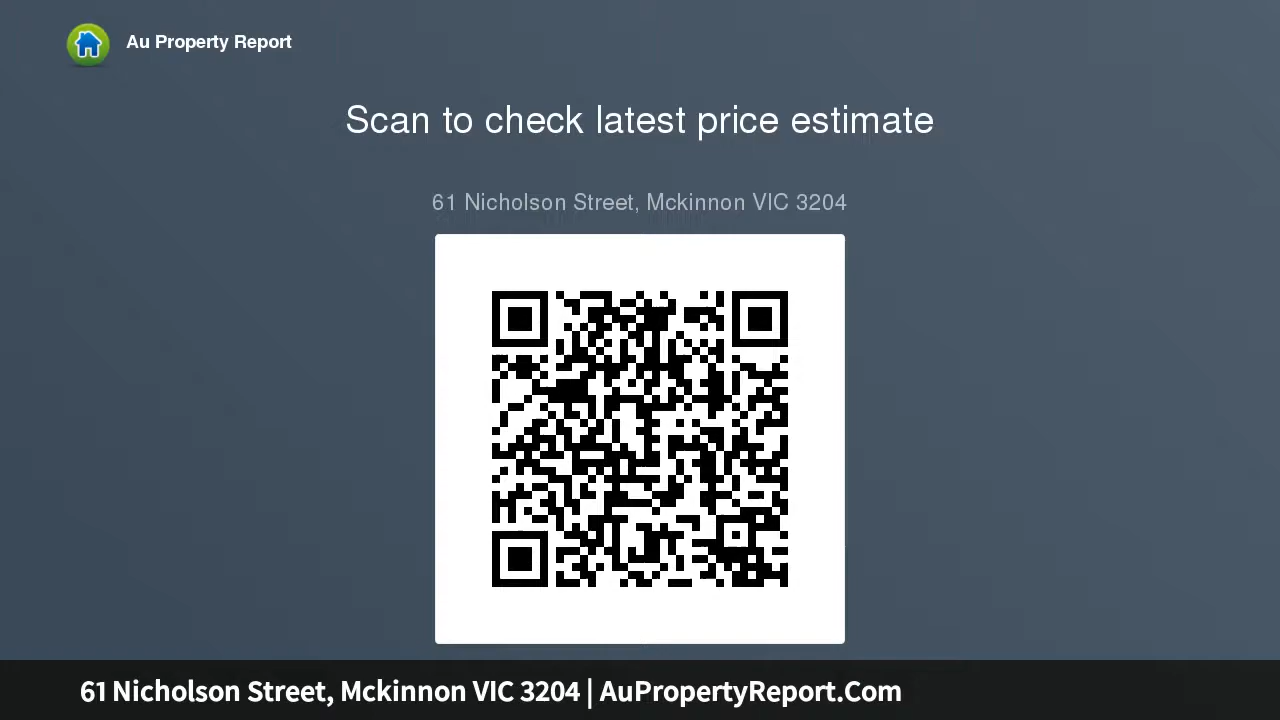 Au Property Report
Scan to check latest price estimate
61 Nicholson Street, Mckinnon VIC 3204
61 Nicholson Street, Mckinnon VIC 3204 | AuPropertyReport.Com